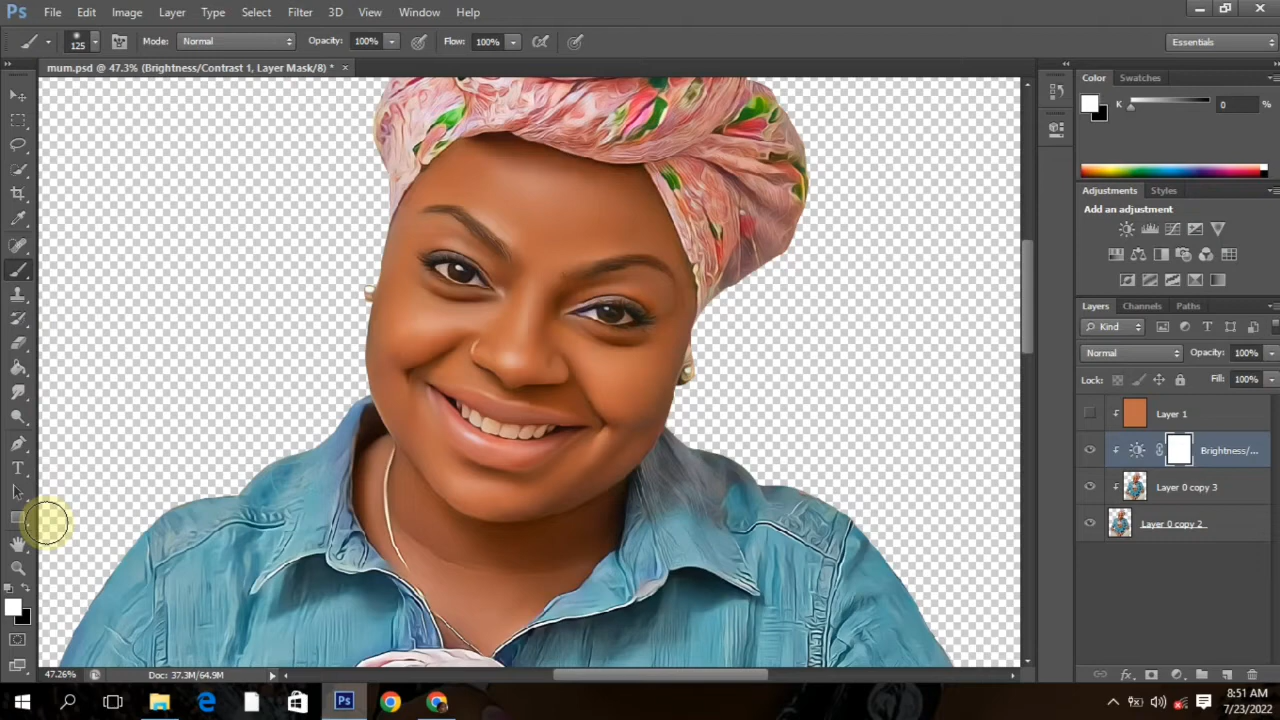 Ps File Edit Image Layer Type Select Filter 3D View Window Help
125 Mode: Normal Opacity: 100% Flow: 100% Essentials
mum.psd @ 47.3% (Brightness/Contrast 1, Layer Mask/8) * ×
Color Swatches
K 0 %
Adjustments Styles
Add an adjustment
Layers Channels Paths
Kind
Normal Opacity: 100%
Lock: Fill: 100%
Layer 1
Brightness/...
Layer 0 copy 3
Layer 0 copy 2
47.26% Doc: 37.3M/64.9M
Ps
8:51 AM
7/23/2022